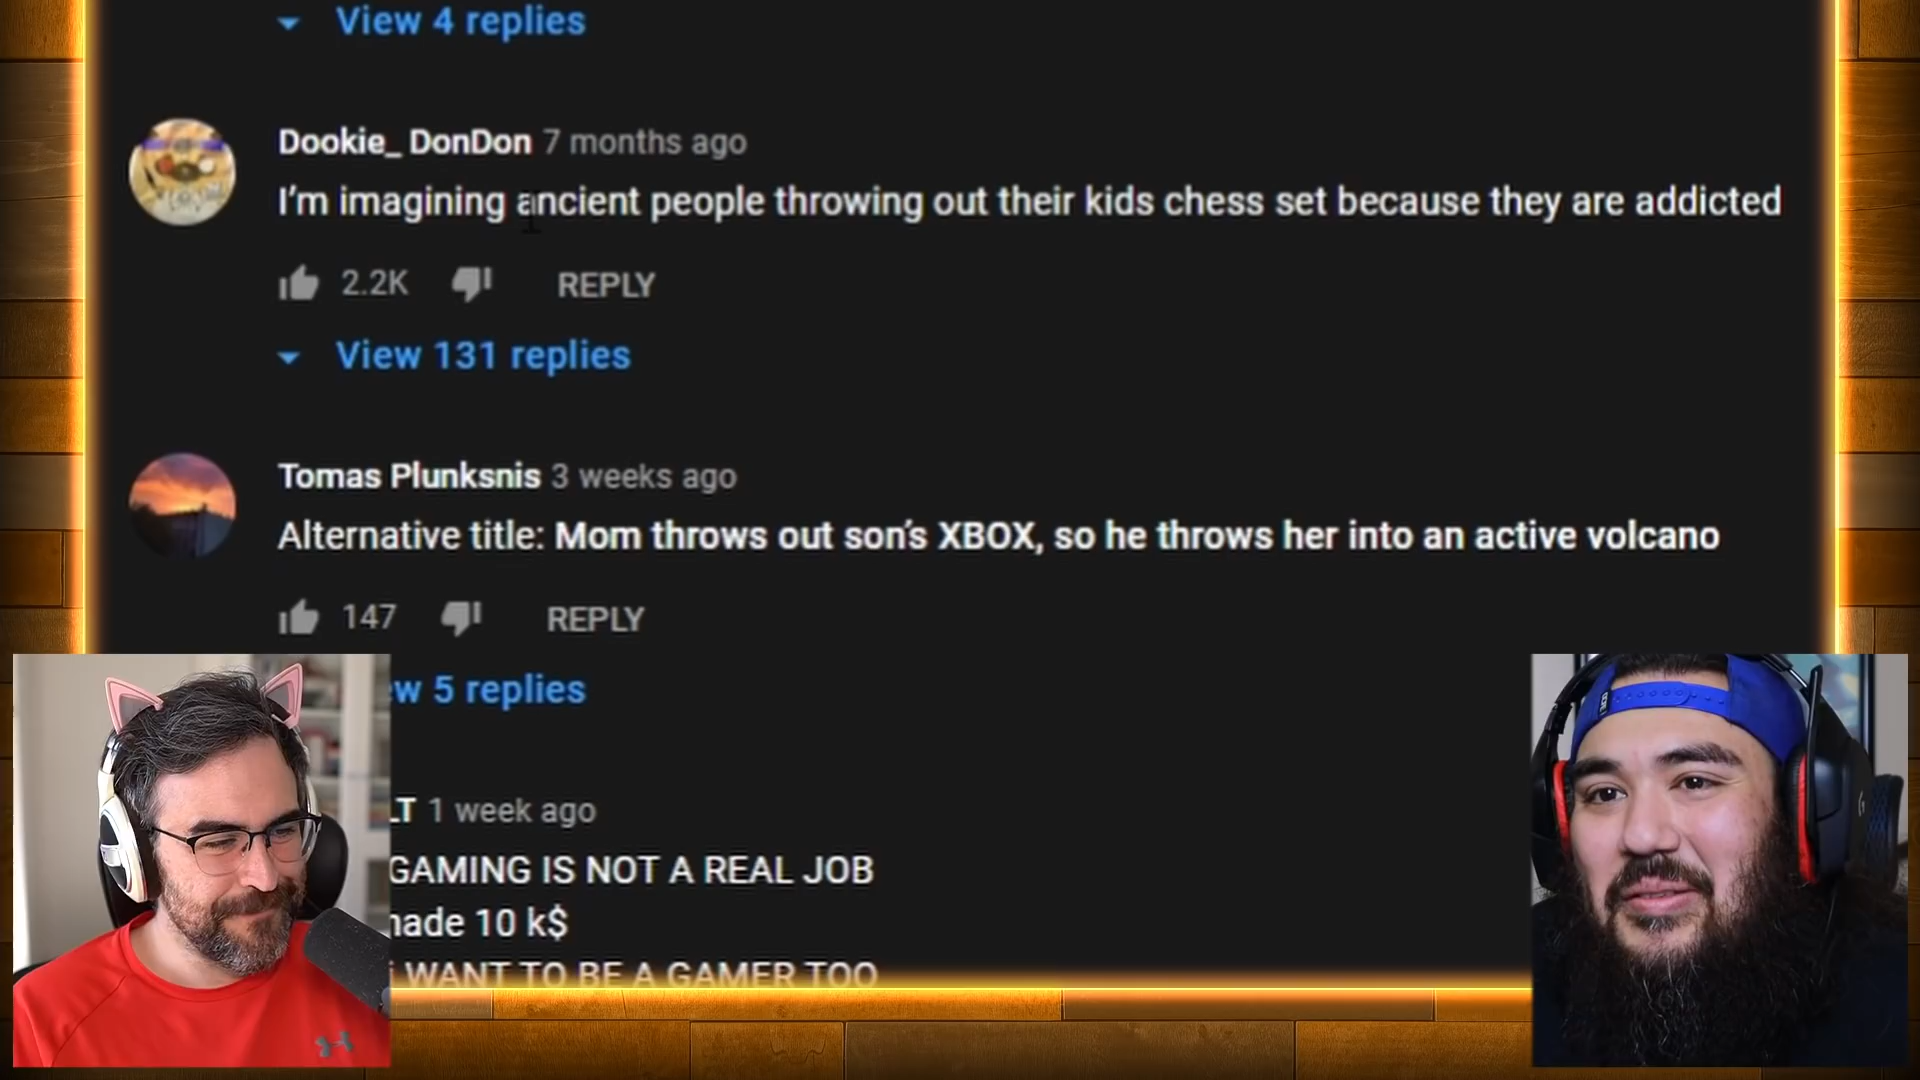 View 4 replies
Dookie_ DonDon 7 months ago
I'm imagining ancient people throwing out their kids chess set because they are addicted
2.2K REPLY
View 131 replies
Tomas Plunksnis 3 weeks ago
Alternative title: Mom throws out son's XBOX, so he throws her into an active volcano
147 REPLY
5 replies
1 week ago
GAMING IS NOT A REAL JOB
10 k$
WANT TO BE A GAMER TOO